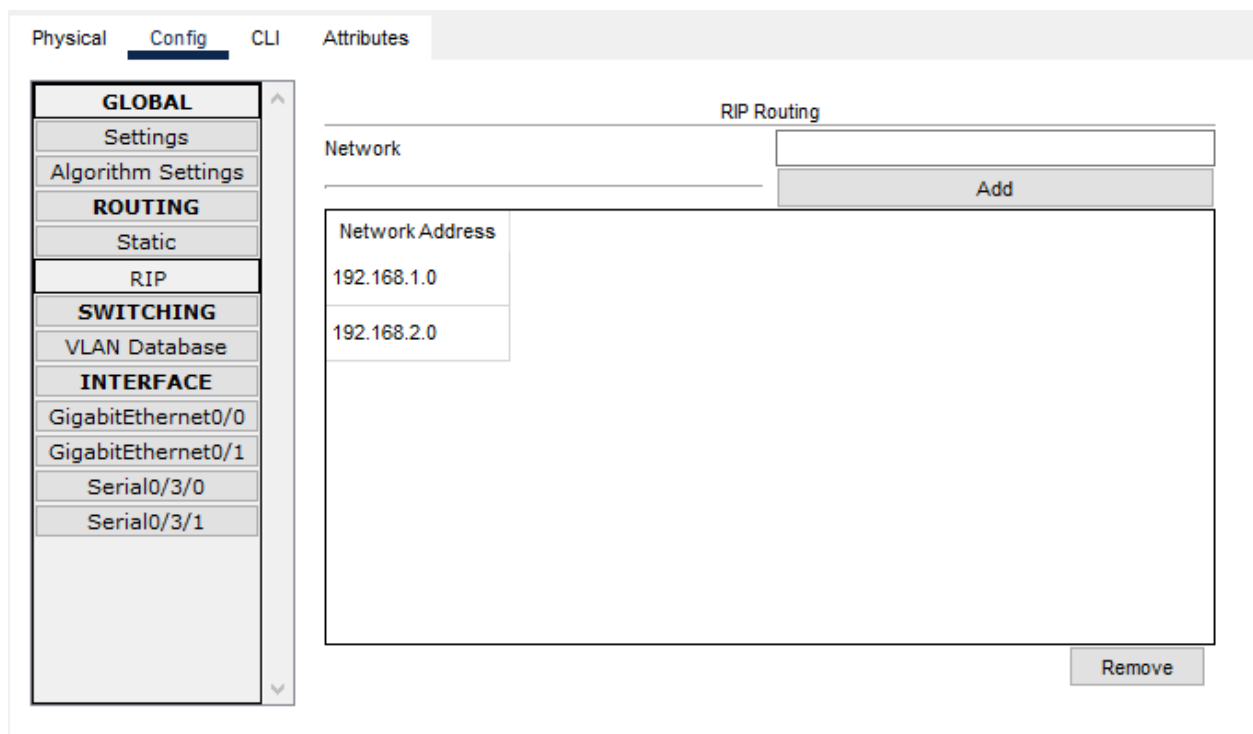 Physical Config CLI Attributes
GLOBAL
Settings
Algorithm Settings
ROUTING
Static
RIP
SWITCHING
VLAN Database
INTERFACE
GigabitEthernet0/0
GigabitEthernet0/1
Serial0/3/0
Serial0/3/1
RIP Routing
Network
Add
Network Address
192.168.1.0
192.168.2.0
Remove